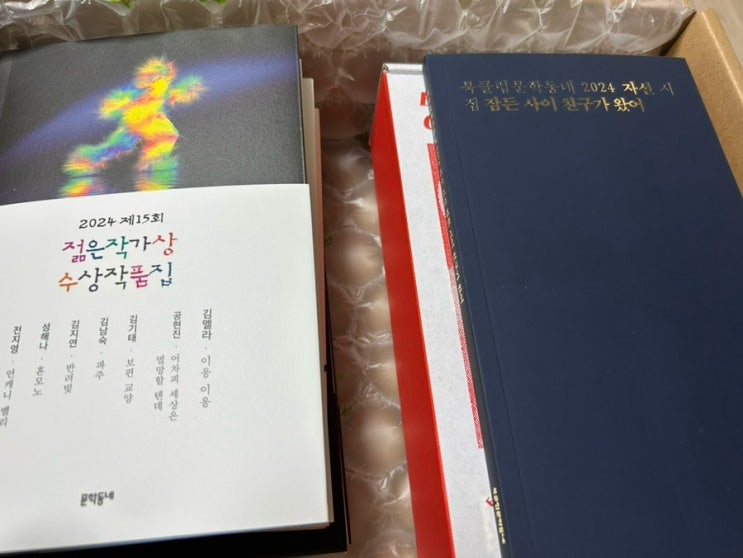 2024 제15회
젊은작가상
수상작품집
김멜라 · 이응 이응
공현진 · 어차피 세상은
멸망할 텐데
김기태 · 보편 교양
김남숙 · 파주
김지연 · 반려빚
성해나 · 혼모노
전지영 · 언캐니 밸리
문학동네
북클럽문학동네 2024 자선 시
집 잠든 사이 친구가 왔어